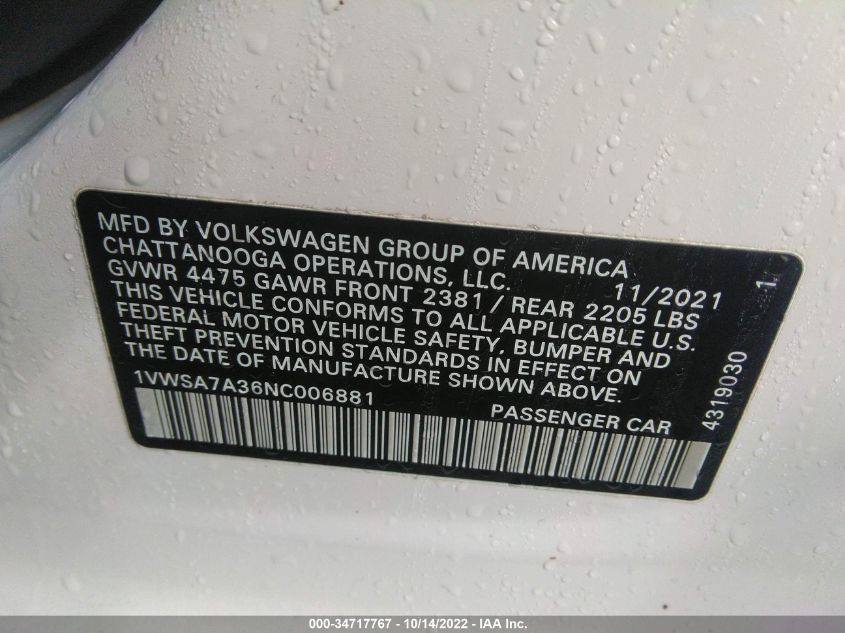 MFD BY VOLKSWAGEN GROUP OF AMERICA
CHATTANOOGA OPERATIONS, LLC. 11/2021 1
GVWR 4475 GAWR FRONT 2381 / REAR 2205 LBS
THIS VEHICLE CONFORMS TO ALL APPLICABLE U.S.
FEDERAL MOTOR VEHICLE SAFETY, BUMPER AND
THEFT PREVENTION STANDARDS IN EFFECT ON
THE DATE OF MANUFACTURE SHOWN ABOVE.
1VWSA7A36NC006881 PASSENGER CAR
4319030
000-34717767 - 10/14/2022 - IAA Inc.